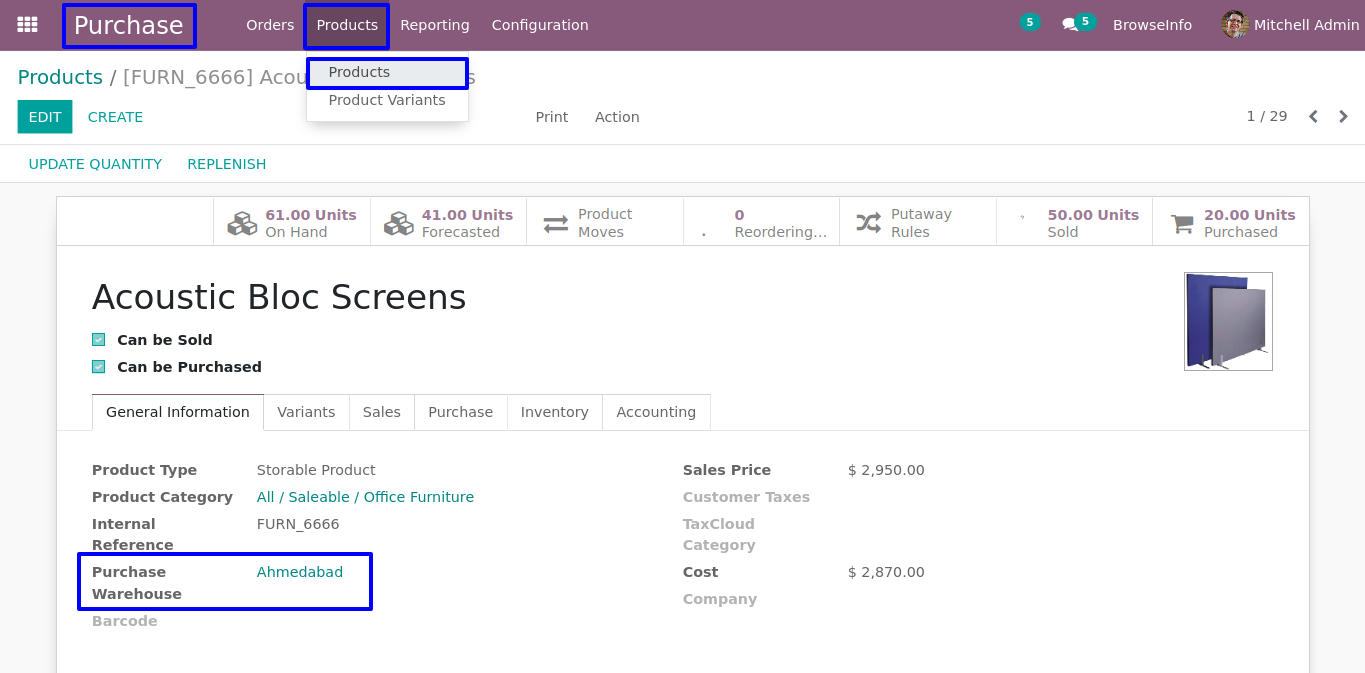 Purchase Orders Products Reporting Configuration 5 5 BrowseInfo Mitchell Admin
Products
Product Variants
Products / [FURN_6666] Acou s
EDIT CREATE Print Action 1 / 29
UPDATE QUANTITY REPLENISH
61.00 Units
On Hand
41.00 Units
Forecasted
Product
Moves
0
Reordering...
Putaway
Rules
50.00 Units
Sold
20.00 Units
Purchased
Acoustic Bloc Screens
Can be Sold
Can be Purchased
General Information Variants Sales Purchase Inventory Accounting
Product Type Storable Product
Product Category All / Saleable / Office Furniture
Internal
Reference FURN_6666
Purchase
Warehouse Ahmedabad
Barcode
Sales Price $ 2,950.00
Customer Taxes
TaxCloud
Category
Cost $ 2,870.00
Company